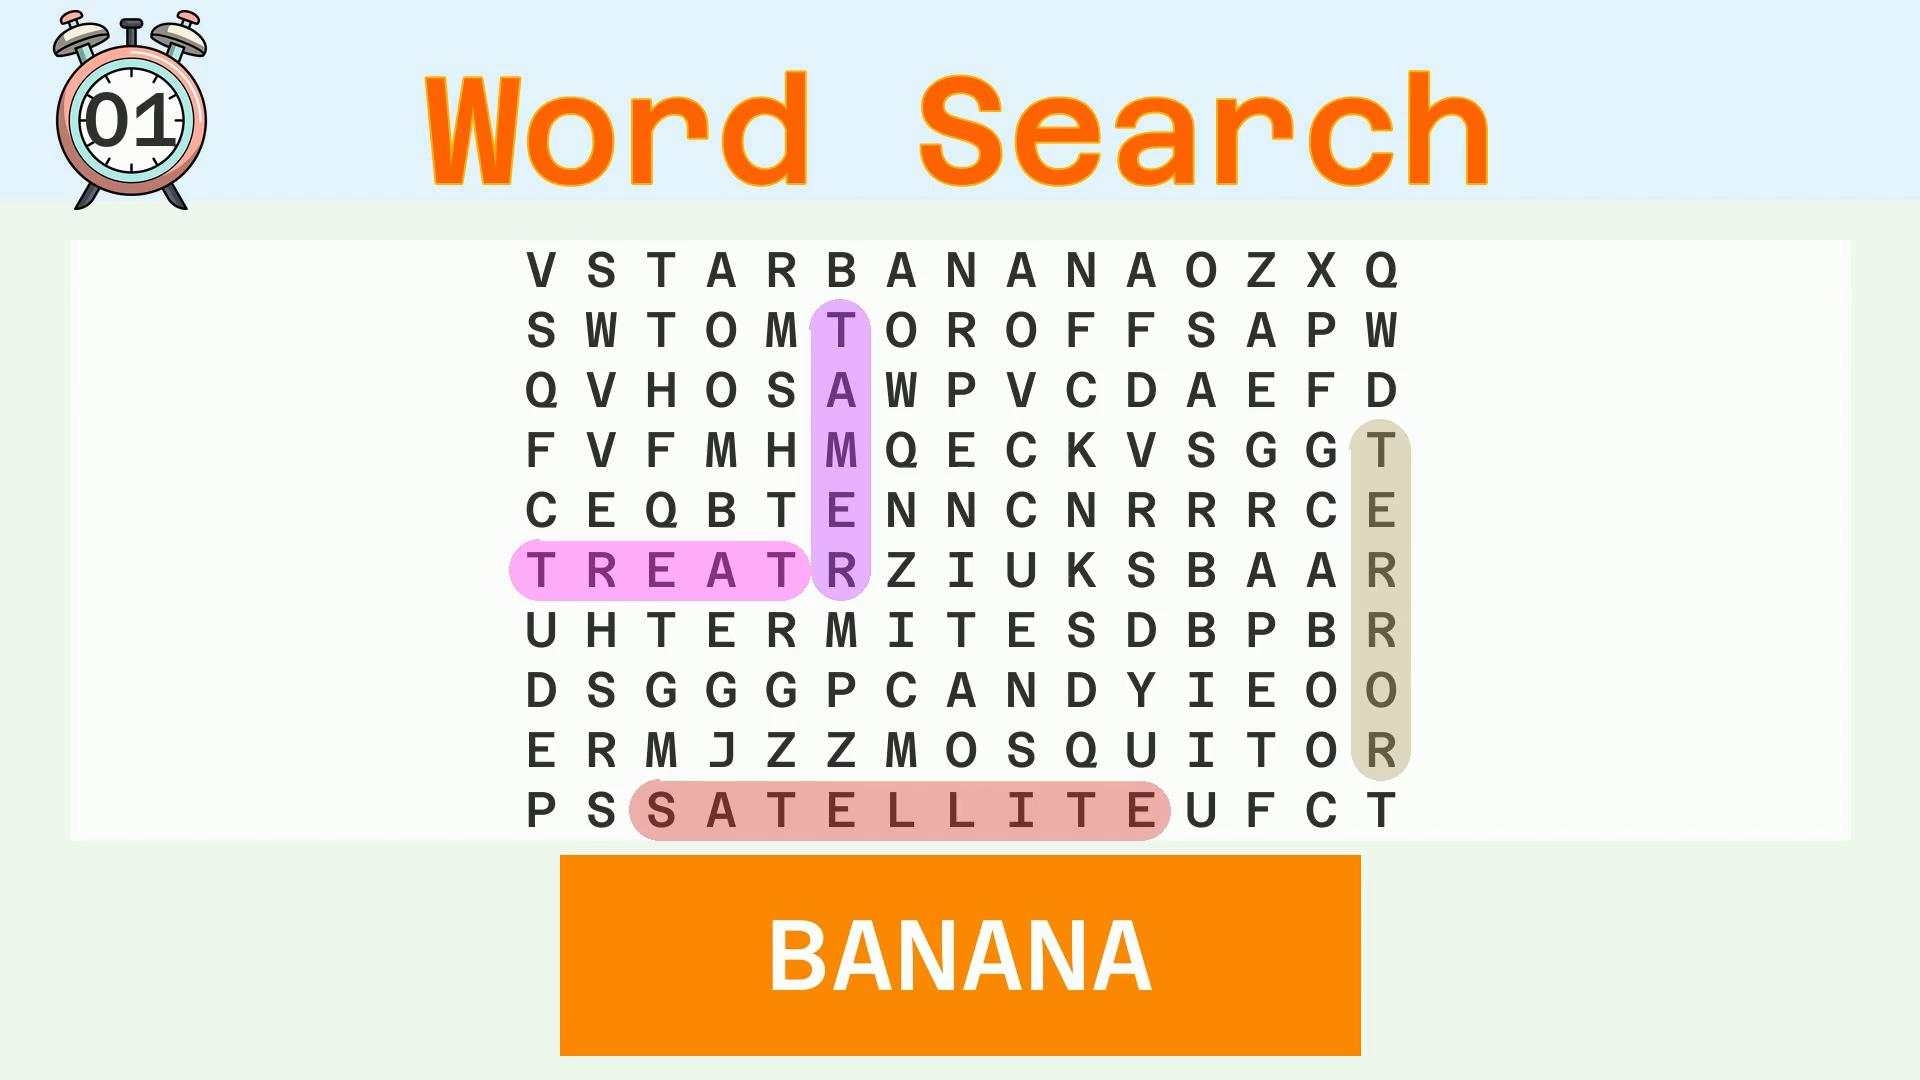 01
Word Search
V S T A R B A N A N A O Z X Q
S W T O M T O R O F F S A P W
Q V H O S A W P V C D A E F D
F V F M H M Q E C K V S G G T
C E Q B T E N N C N R R R C E
T R E A T R Z I U K S B A A R
U H T E R M I T E S D B P B R
D S G G G P C A N D Y I E O O
E R M J Z Z M O S Q U I T O R
P S S A T E L L I T E U F C T
BANANA